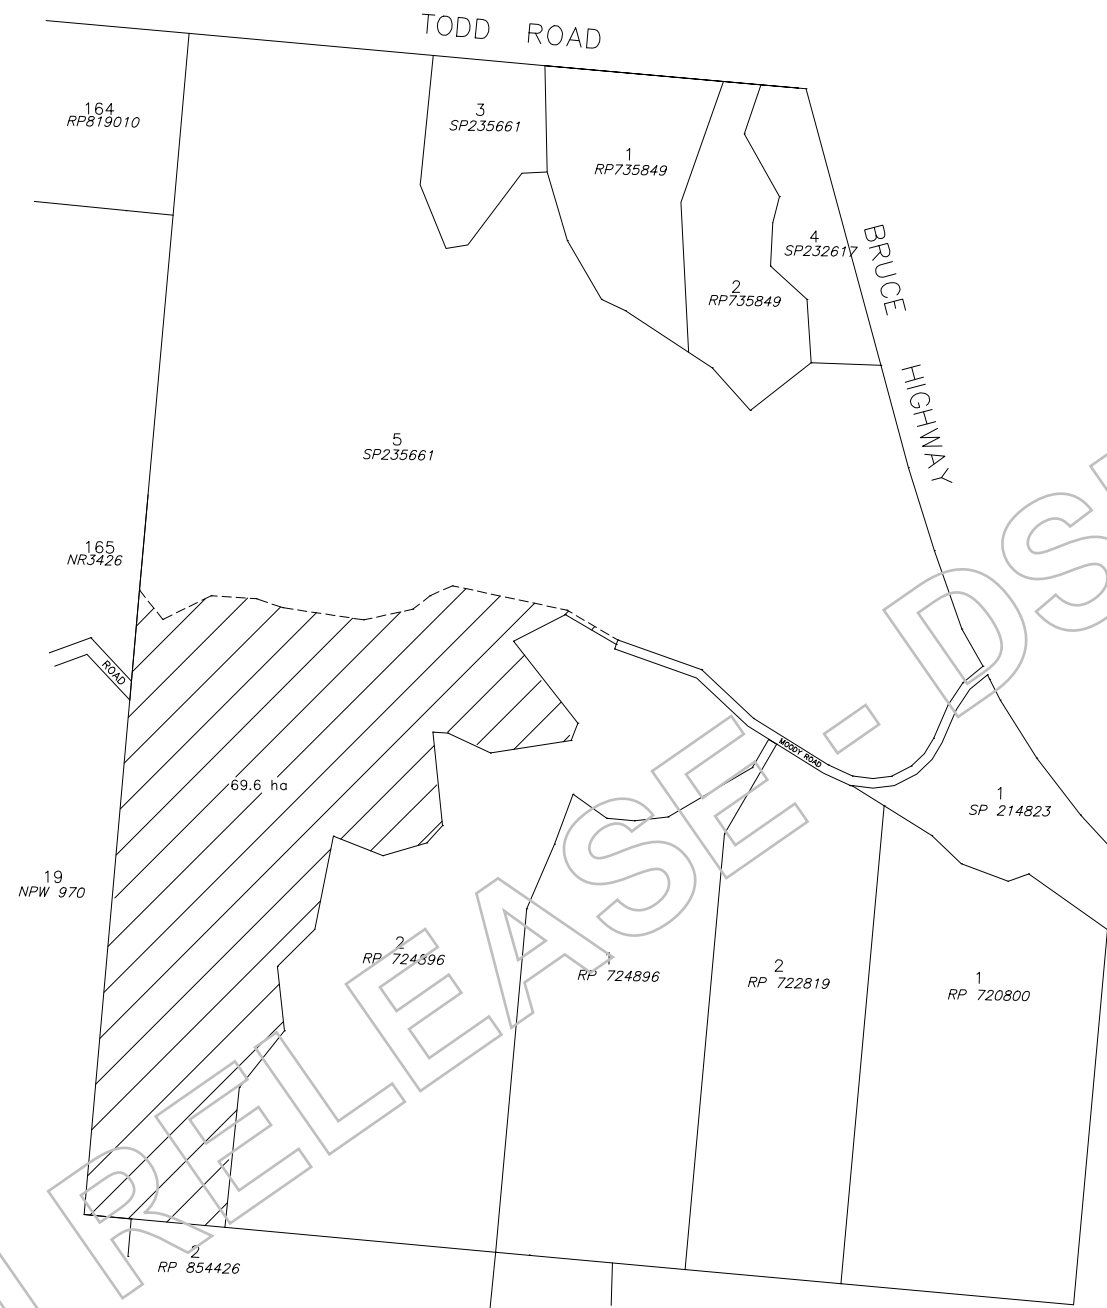 TODD ROAD
164
RP819010
3
SP235661
1
RP735849
4
SP232617
BRUCE HIGHWAY
2
RP735849
5
SP235661
165
NR3426
ROAD
MOODY ROAD
69.6 ha
1
SP 214823
19
NPW 970
2
RP 724896
1
RP 724896
2
RP 722819
1
RP 720800
2
RP 854426
RELEASE - DS